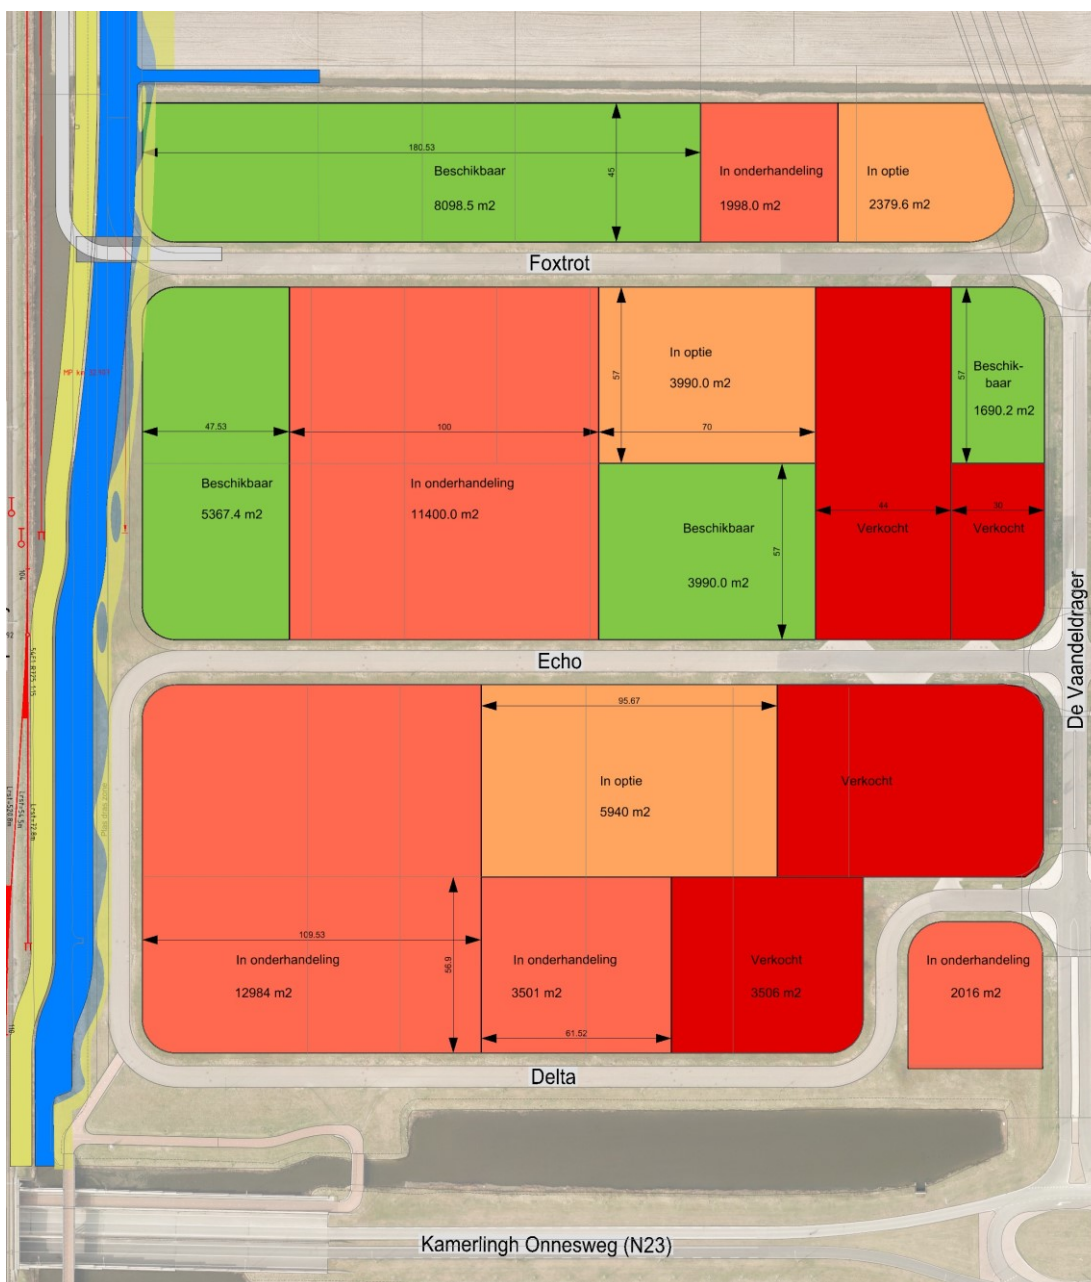 180.53
45
Beschikbaar
8098.5 m2
In onderhandeling
1998.0 m2
In optie
2379.6 m2
Foxtrot
47.53
Beschikbaar
5367.4 m2
100
In onderhandeling
11400.0 m2
57
In optie
3990.0 m2
70
Beschikbaar
3990.0 m2
57
44
Verkocht
57
Beschik-
baar
1690.2 m2
30
Verkocht
De Vaandeldrager
Echo
95.67
In optie
5940 m2
Verkocht
109.53
In onderhandeling
12984 m2
56.9
In onderhandeling
3501 m2
61.52
Verkocht
3506 m2
In onderhandeling
2016 m2
Delta
Plas dras zone
Kamerlingh Onnesweg (N23)